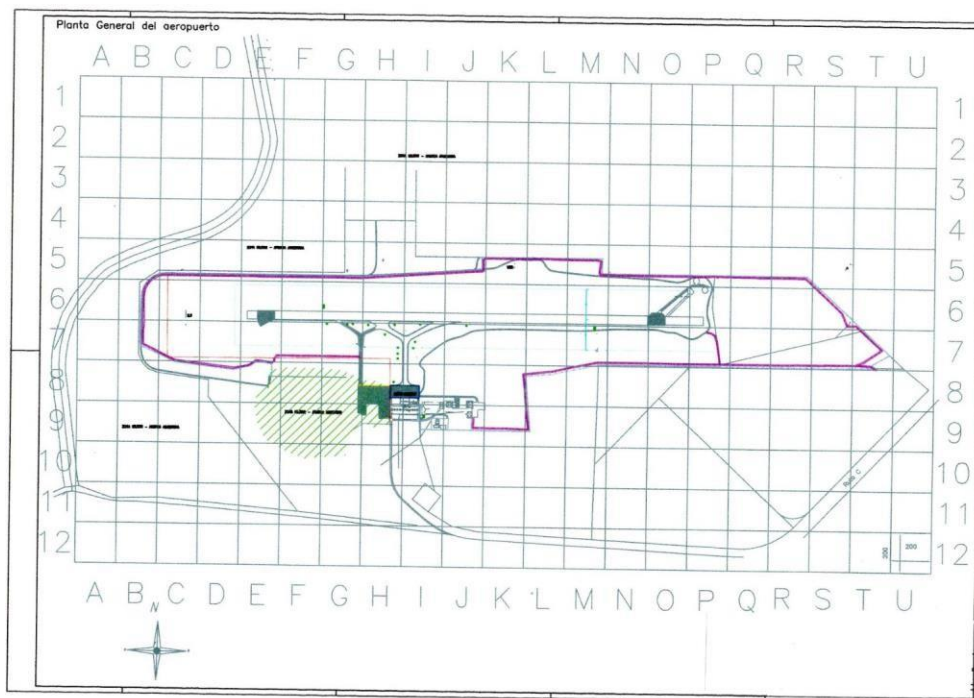 Planta General del aeropuerto
A B C D E F G H I J K L M N O P Q R S T U
1 1
2 2
3 3
4 4
5 5
6 6
7 7
8 8
9 9
10 10
11 11
12 12
Ruta C
200
200
A B C D E F G H I J K L M N O P Q R S T U
N